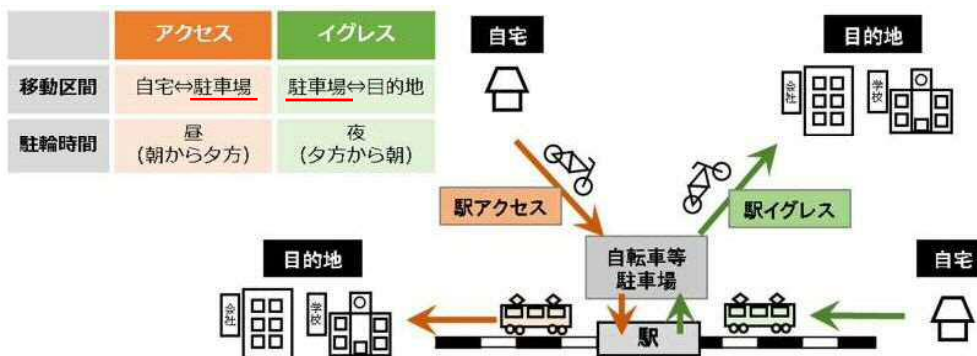 アクセス イグレス
移動区間 自宅⇔駐車場 駐車場⇔目的地
駐輪時間 昼 夜
(朝から夕方) (夕方から朝)
自宅
目的地
会社
学校
駅アクセス
駅イグレス
自転車等
駐車場
目的地
会社
学校
自宅
駅